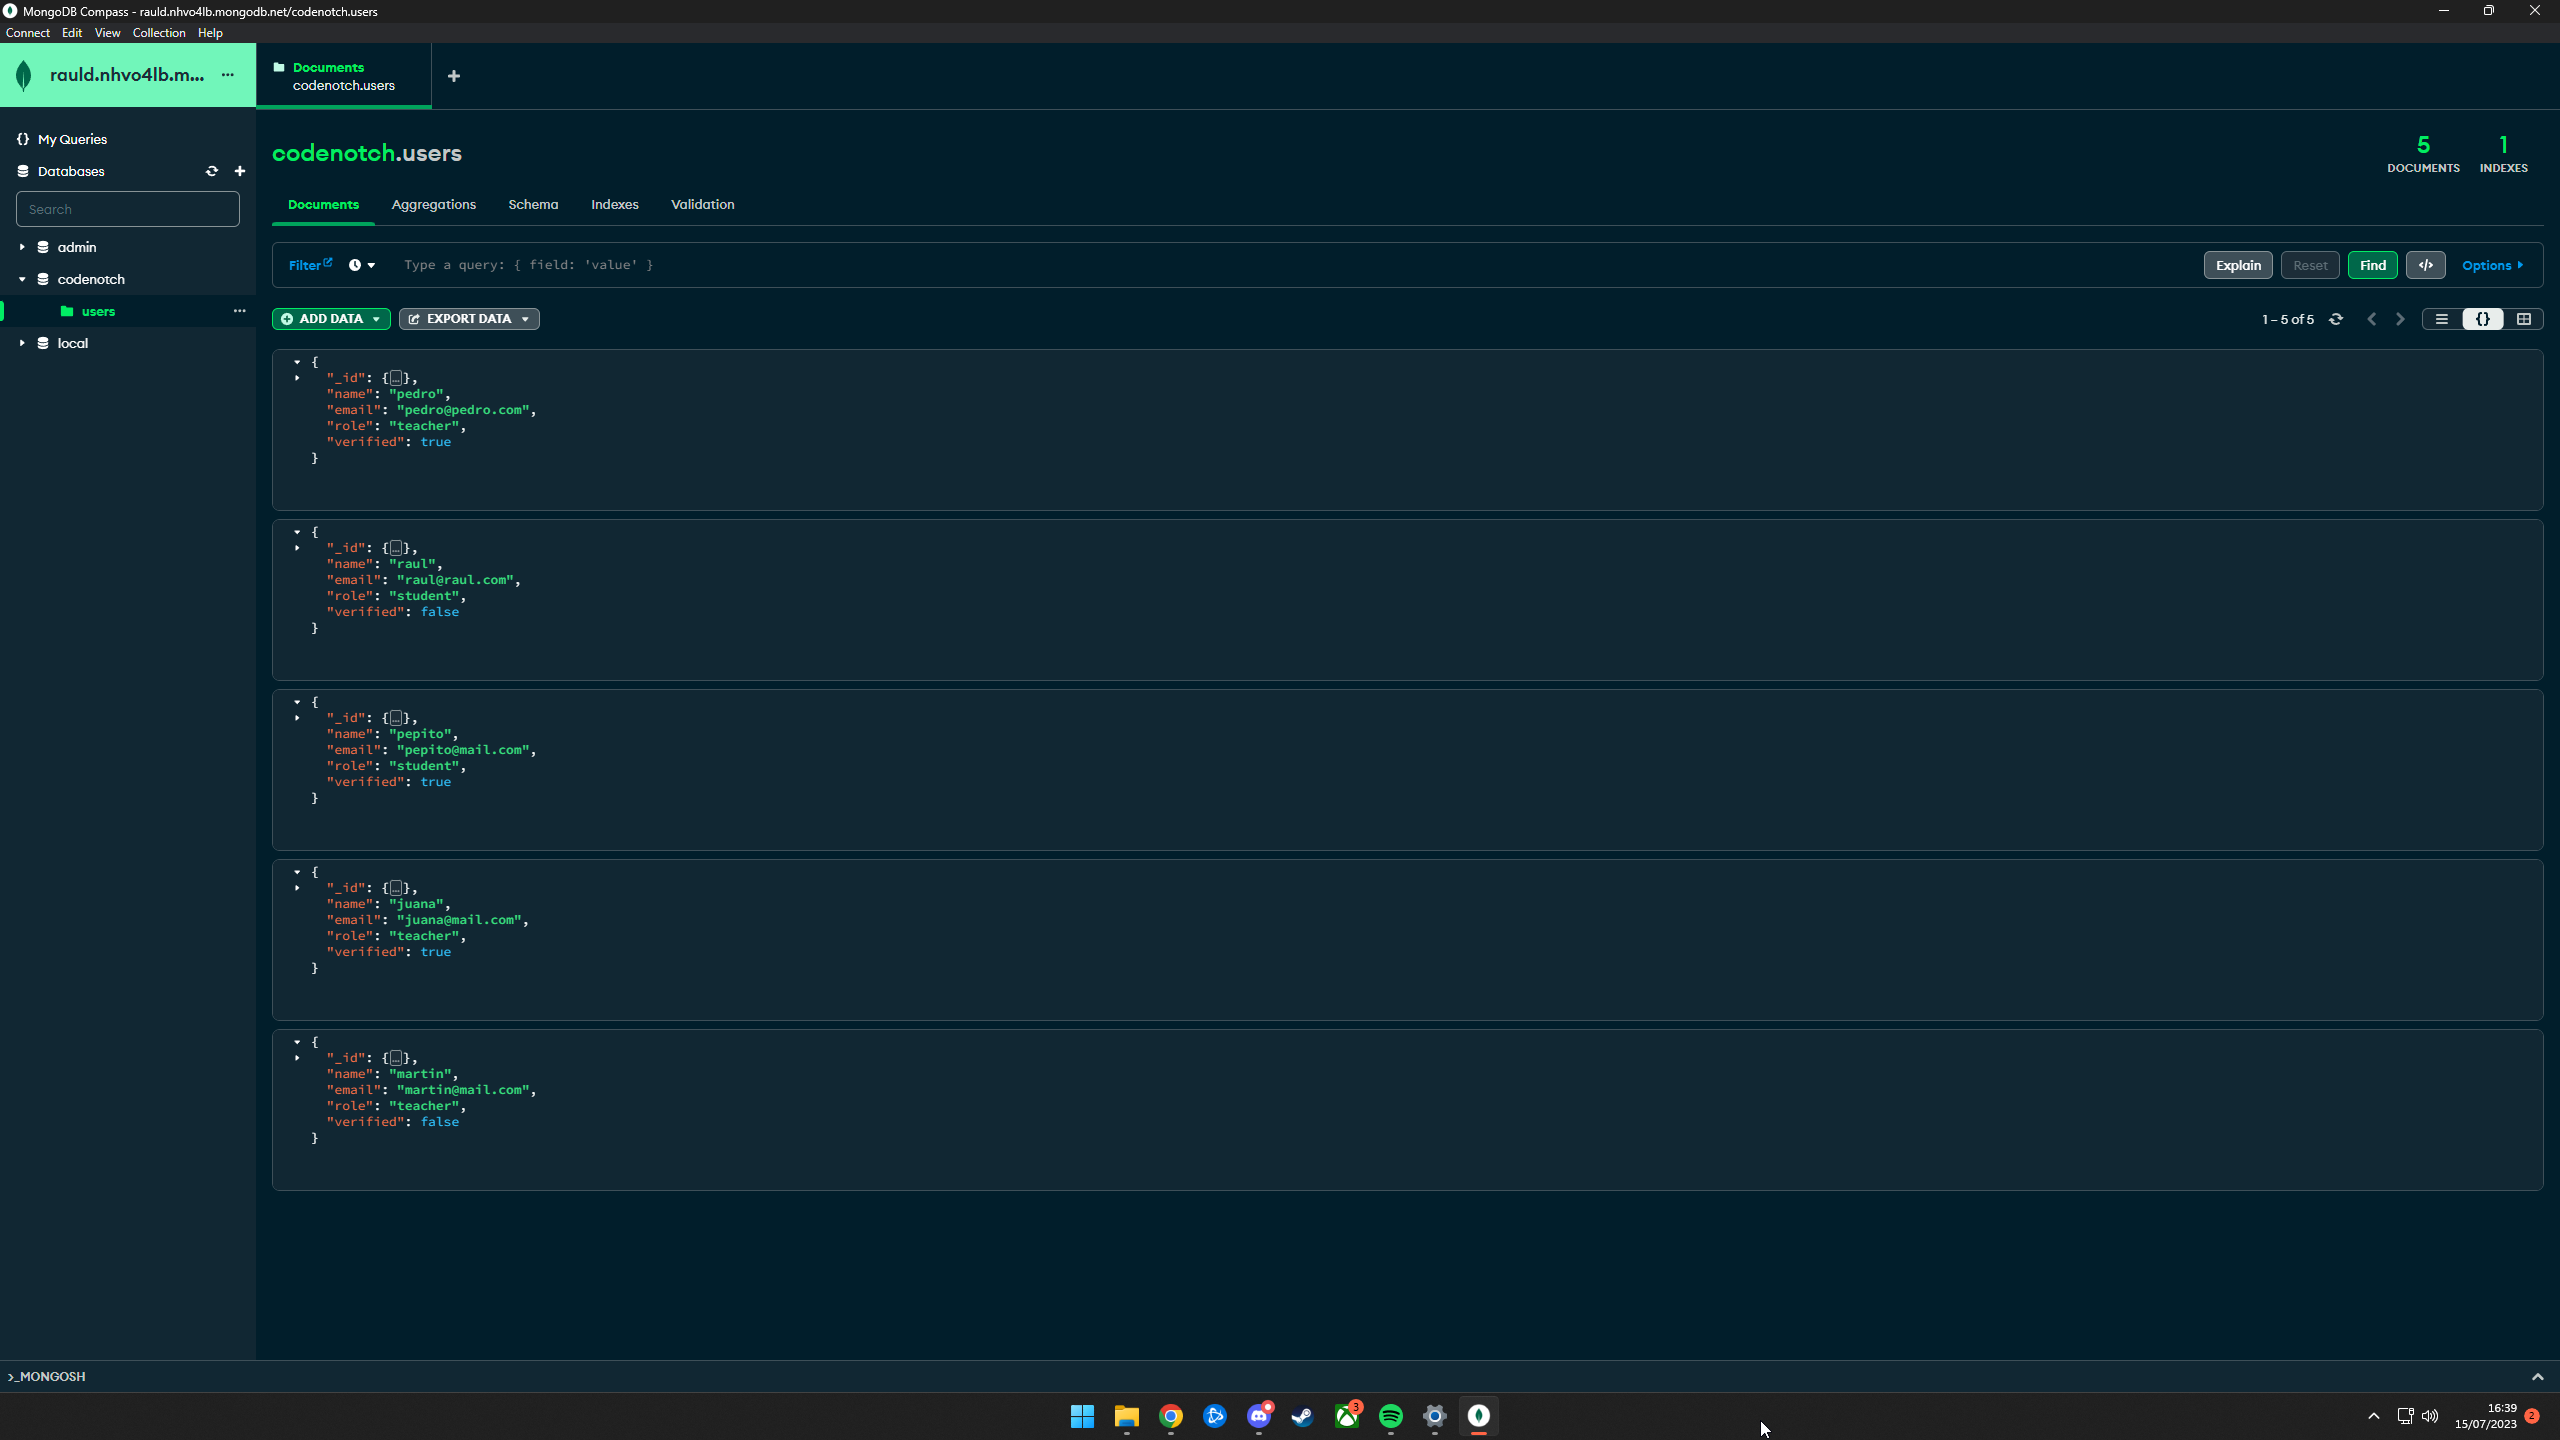 MongoDB Compass - rauld.nhvo4lb.mongodb.net/codenotch.users
Connect Edit View Collection Help
rauld.nhvo4lb.m... ...
Documents
codenotch.users
{} My Queries
Databases
Search
admin
codenotch
users ...
local
codenotch.users
5
DOCUMENTS
1
INDEXES
Documents Aggregations Schema Indexes Validation
Filter Type a query: { field: 'value' } Explain Reset Find </> Options
ADD DATA EXPORT DATA 1 – 5 of 5 {}
{
"_id": {...},
"name": "pedro",
"email": "pedro@pedro.com",
"role": "teacher",
"verified": true
}
{
"_id": {...},
"name": "raul",
"email": "raul@raul.com",
"role": "student",
"verified": false
}
{
"_id": {...},
"name": "pepito",
"email": "pepito@mail.com",
"role": "student",
"verified": true
}
{
"_id": {...},
"name": "juana",
"email": "juana@mail.com",
"role": "teacher",
"verified": true
}
{
"_id": {...},
"name": "martin",
"email": "martin@mail.com",
"role": "teacher",
"verified": false
}
>_MONGOSH
3
16:39
15/07/2023
2